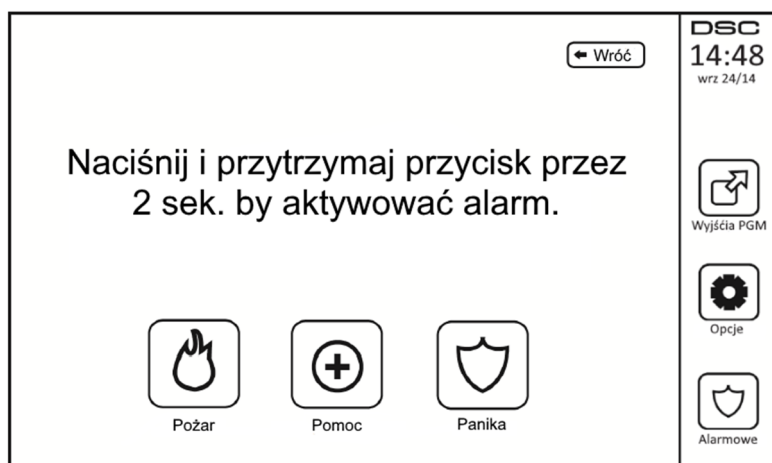 ← Wróć
DSC
14:48
wrz 24/14
Naciśnij i przytrzymaj przycisk przez
2 sek. by aktywować alarm.
Wyjśćia PGM
Opcje
Alarmowe
Pożar
Pomoc
Panika